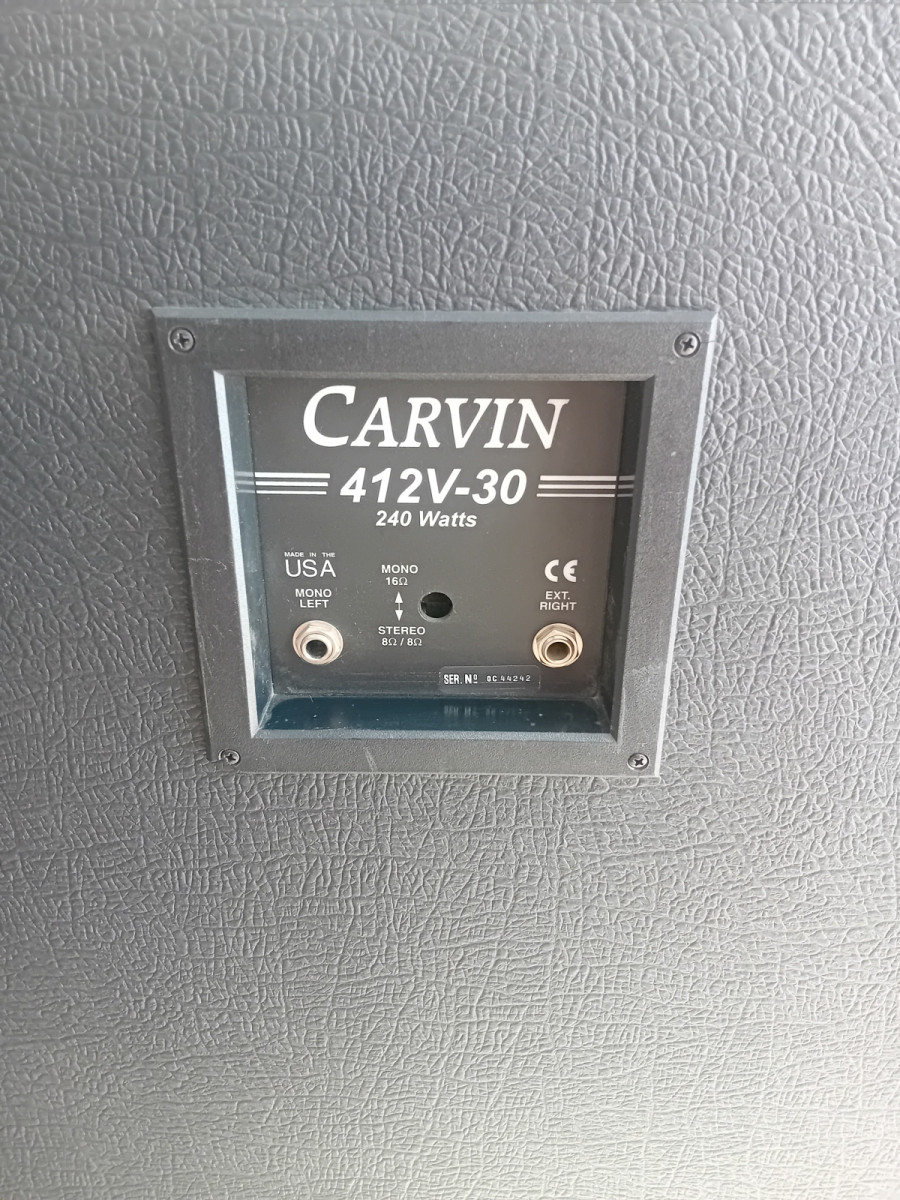 CARVIN
412V-30
240 Watts
MADE IN THE
USA
MONO
LEFT
MONO
16Ω
STEREO
8Ω / 8Ω
CE
EXT.
RIGHT
SER. Nº 0C 44242